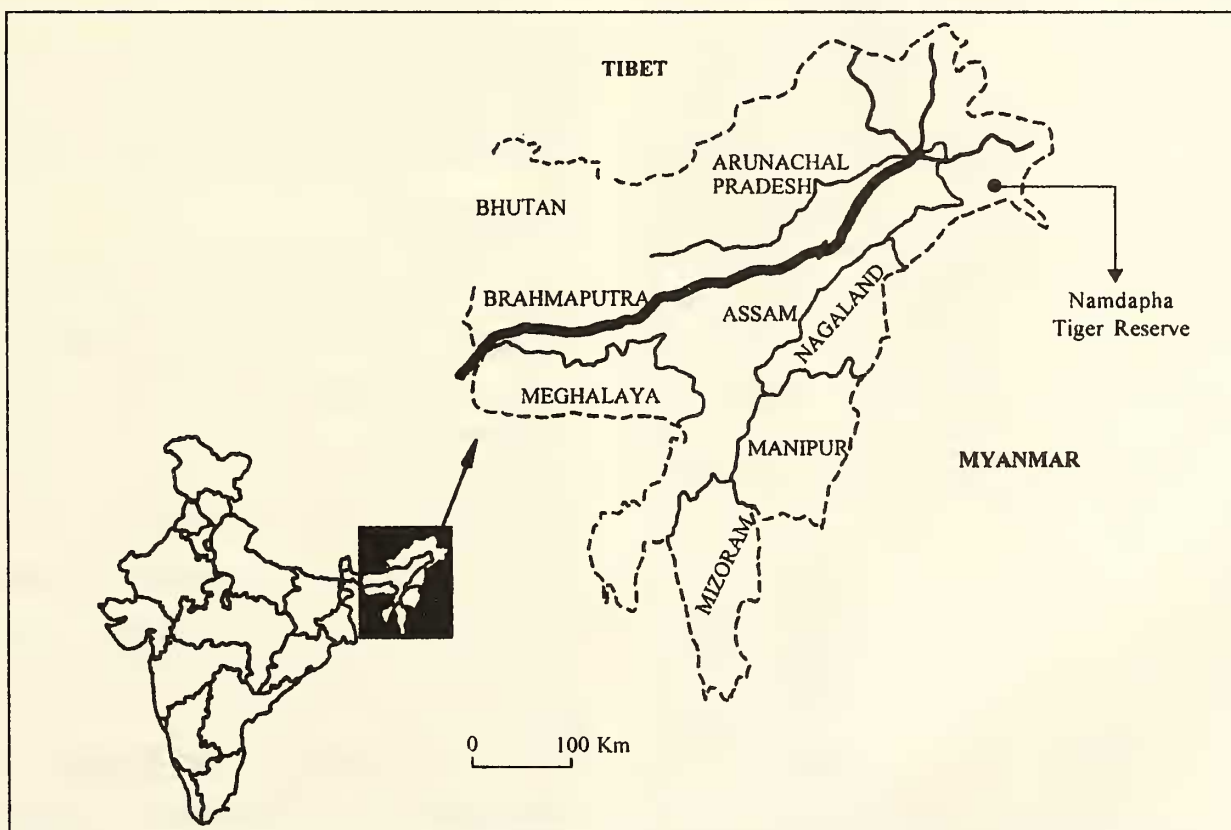 TIBET
ARUNACHAL
PRADESH
BHUTAN
BRAHMAPUTRA
ASSAM
NAGALAND
Namdapha
Tiger Reserve
MEGHALAYA
MANIPUR
MYANMAR
MIZORAM
0 100 Km